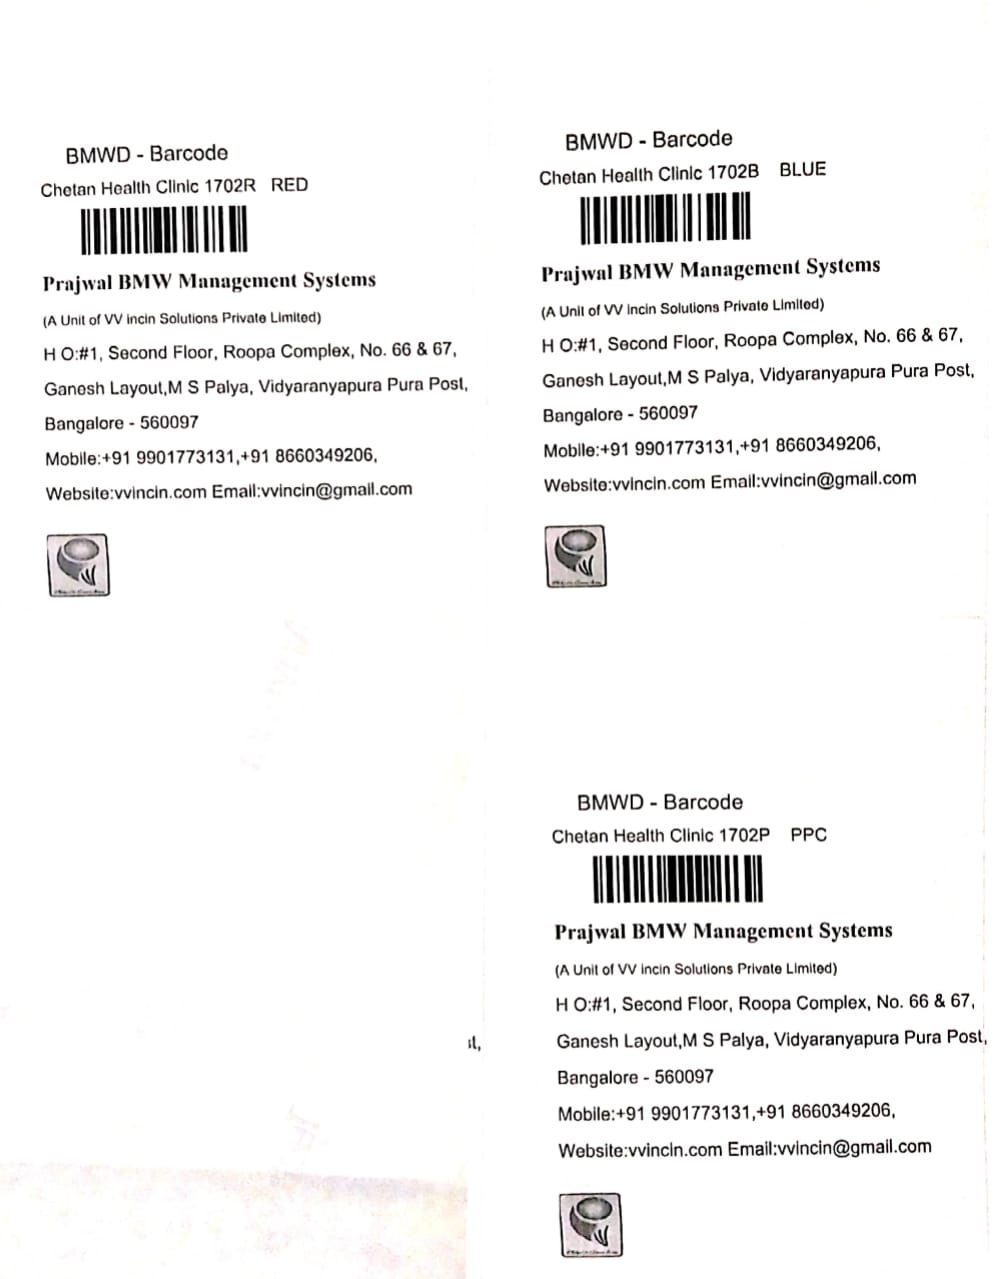 BMWD - Barcode
Chetan Health Clinic 1702R RED
Prajwal BMW Management Systems
(A Unit of VV incin Solutions Private Limited)
H O:#1, Second Floor, Roopa Complex, No. 66 & 67,
Ganesh Layout,M S Palya, Vidyaranyapura Pura Post,
Bangalore - 560097
Mobile:+91 9901773131,+91 8660349206,
Website:vvincin.com Email:vvincin@gmail.com
BMWD - Barcode
Chetan Health Clinic 1702B BLUE
Prajwal BMW Management Systems
(A Unit of VV incin Solutions Private Limited)
H O:#1, Second Floor, Roopa Complex, No. 66 & 67,
Ganesh Layout,M S Palya, Vidyaranyapura Pura Post,
Bangalore - 560097
Mobile:+91 9901773131,+91 8660349206,
Website:vvincin.com Email:vvincin@gmail.com
BMWD - Barcode
Chetan Health Clinic 1702P PPC
Prajwal BMW Management Systems
(A Unit of VV incin Solutions Private Limited)
H O:#1, Second Floor, Roopa Complex, No. 66 & 67,
Ganesh Layout,M S Palya, Vidyaranyapura Pura Post,
Bangalore - 560097
Mobile:+91 9901773131,+91 8660349206,
Website:vvincin.com Email:vvincin@gmail.com